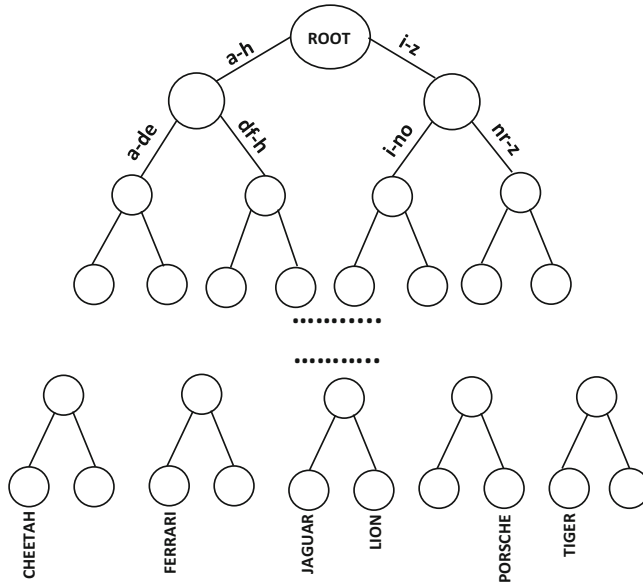 ROOT
a-h
i-z
a-de
df-h
i-no
nr-z
CHEETAH
FERRARI
JAGUAR
LION
PORSCHE
TIGER